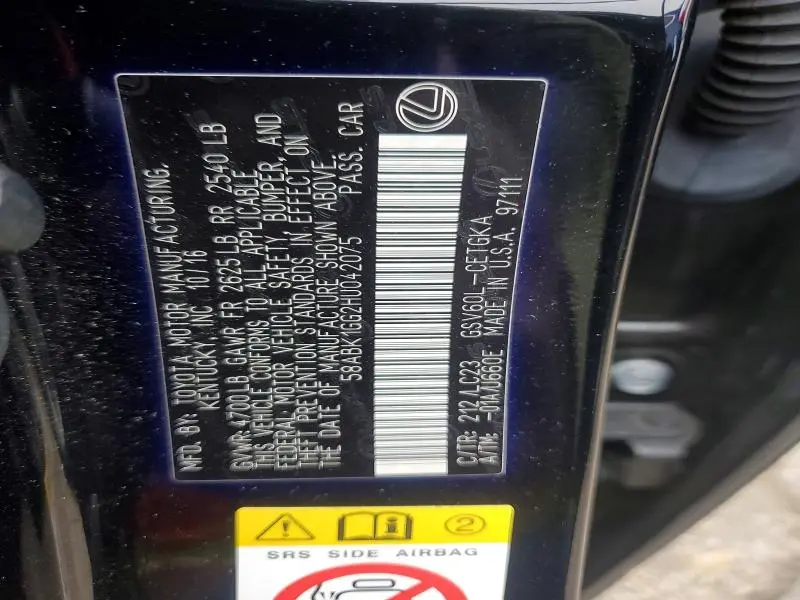 MFD. BY: TOYOTA MOTOR MANUFACTURING,
KENTUCKY, INC 10/16
GVWR 4700LB GAWR FR 2625LB RR 2540 LB
THIS VEHICLE CONFORMS TO ALL APPLICABLE
FEDERAL MOTOR VEHICLE SAFETY, BUMPER, AND
THEFT PREVENTION STANDARDS IN EFFECT ON
THE DATE OF MANUFACTURE SHOWN ABOVE.
58ABK1GG2HU042075 PASS. CAR
C/TR: 212 /LC23 GSV60L-CETGKA
A/TM: -01A/U660E MADE IN U.S.A. 97111
2
SRS SIDE AIRBAG